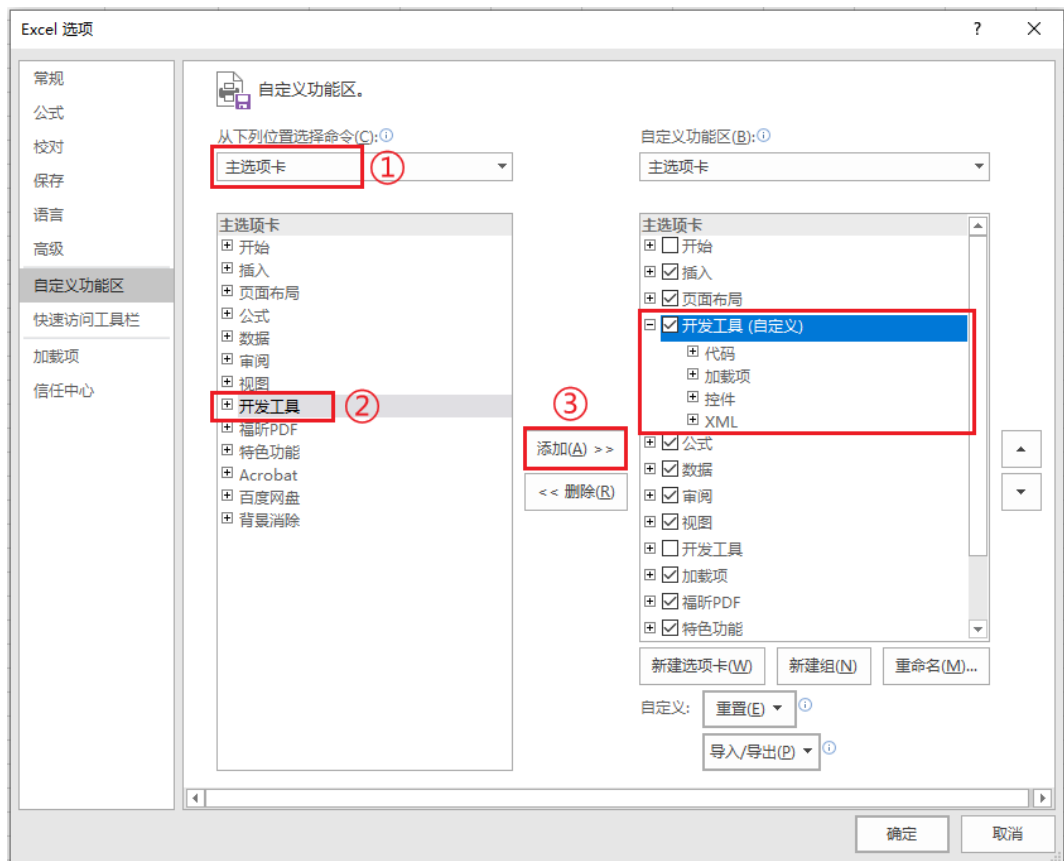 Excel 选项
?
常规
公式
校对
保存
语言
高级
自定义功能区
快速访问工具栏
加载项
信任中心
自定义功能区。
从下列位置选择命令(C):
主选项卡
①
主选项卡
开始
插入
页面布局
公式
数据
审阅
视图
开发工具
②
福昕PDF
特色功能
Acrobat
百度网盘
背景消除
③
添加(A) >>
<< 删除(R)
自定义功能区(B):
主选项卡
主选项卡
开始
插入
页面布局
开发工具 (自定义)
代码
加载项
控件
XML
公式
数据
审阅
视图
开发工具
加载项
福昕PDF
特色功能
新建选项卡(W)
新建组(N)
重命名(M)...
自定义:
重置(E)
导入/导出(P)
确定
取消